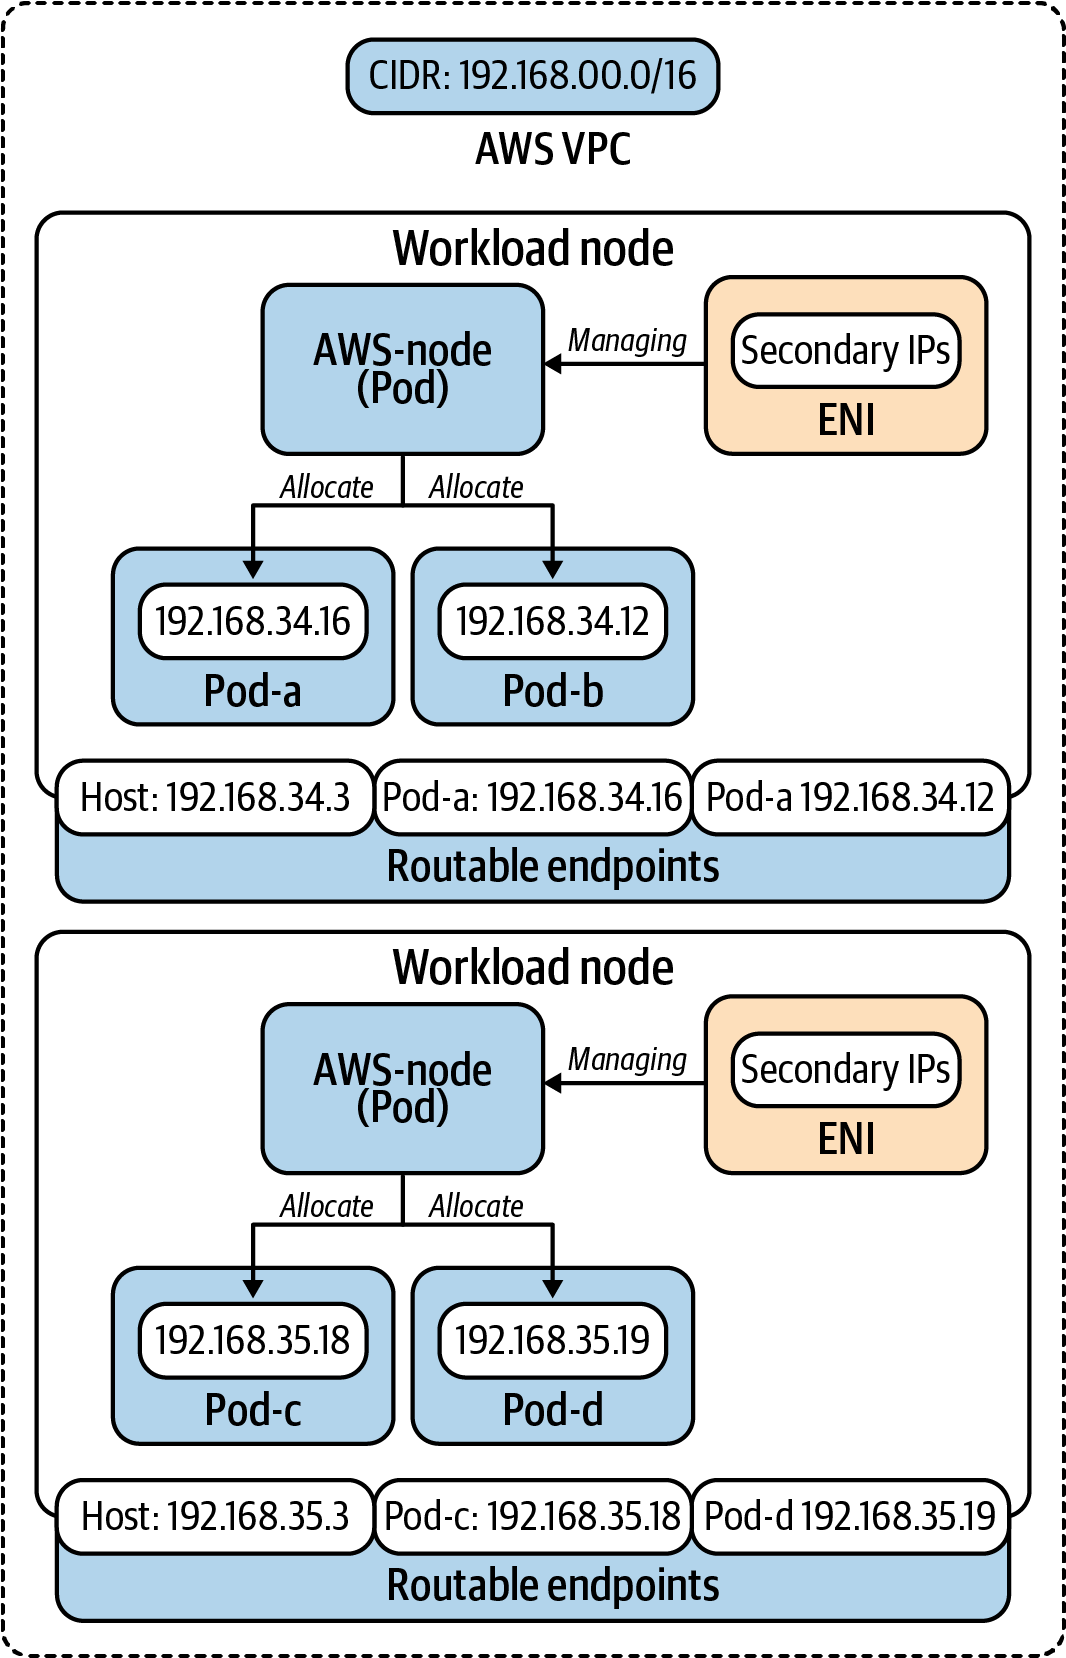 CIDR: 192.168.00.0/16
AWS VPC
Workload node
AWS-node
(Pod)
Managing
Secondary IPs
ENI
Allocate
Allocate
192.168.34.16
Pod-a
192.168.34.12
Pod-b
Host: 192.168.34.3
Pod-a: 192.168.34.16
Pod-a 192.168.34.12
Routable endpoints
Workload node
AWS-node
(Pod)
Managing
Secondary IPs
ENI
Allocate
Allocate
192.168.35.18
Pod-c
192.168.35.19
Pod-d
Host: 192.168.35.3
Pod-c: 192.168.35.18
Pod-d 192.168.35.19
Routable endpoints